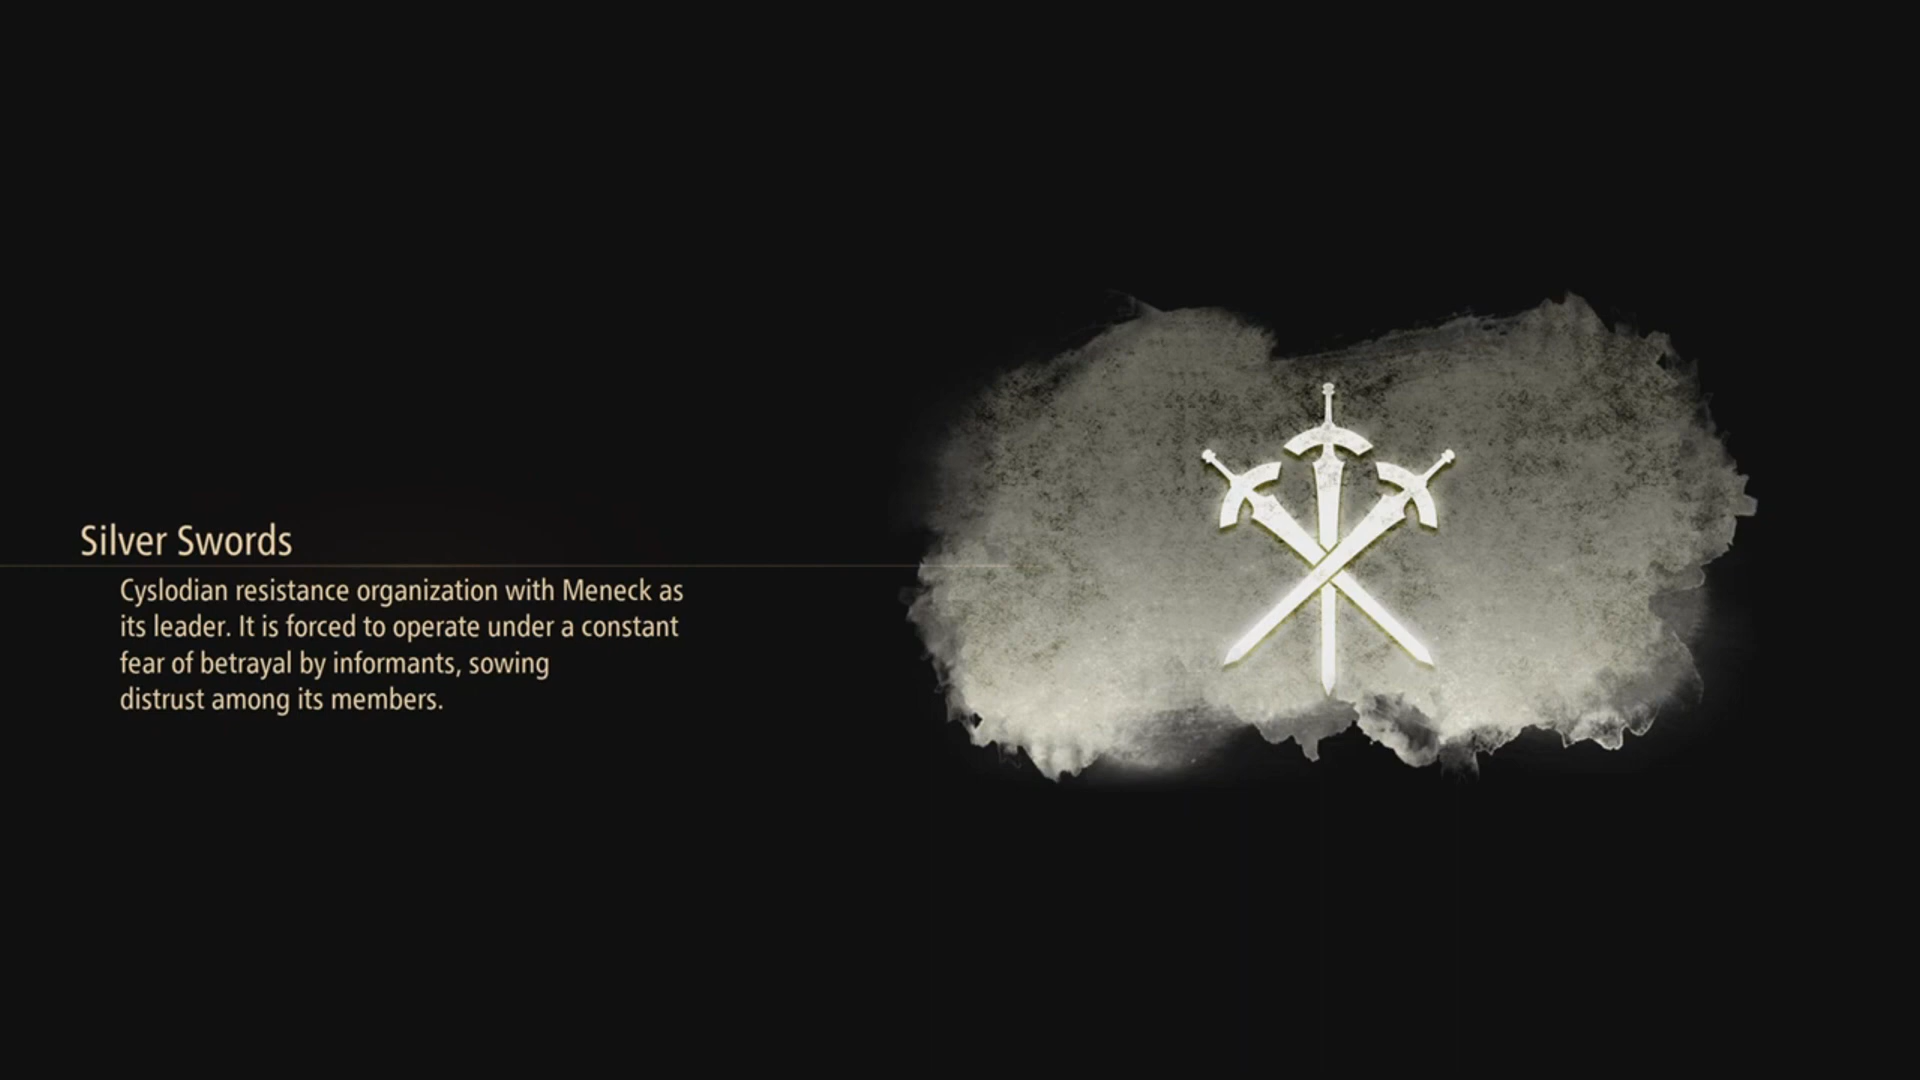 Silver Swords
Cyslodian resistance organization with Meneck as
its leader. It is forced to operate under a constant
fear of betrayal by informants, sowing
distrust among its members.